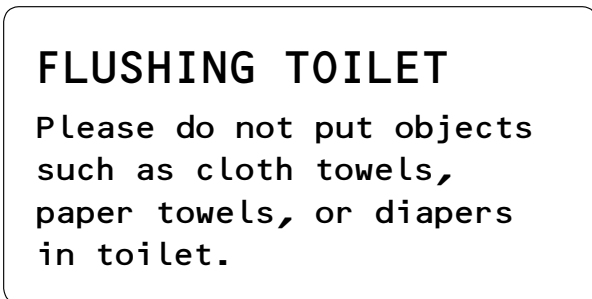 FLUSHING TOILET
Please do not put objects
such as cloth towels,
paper towels, or diapers
in toilet.